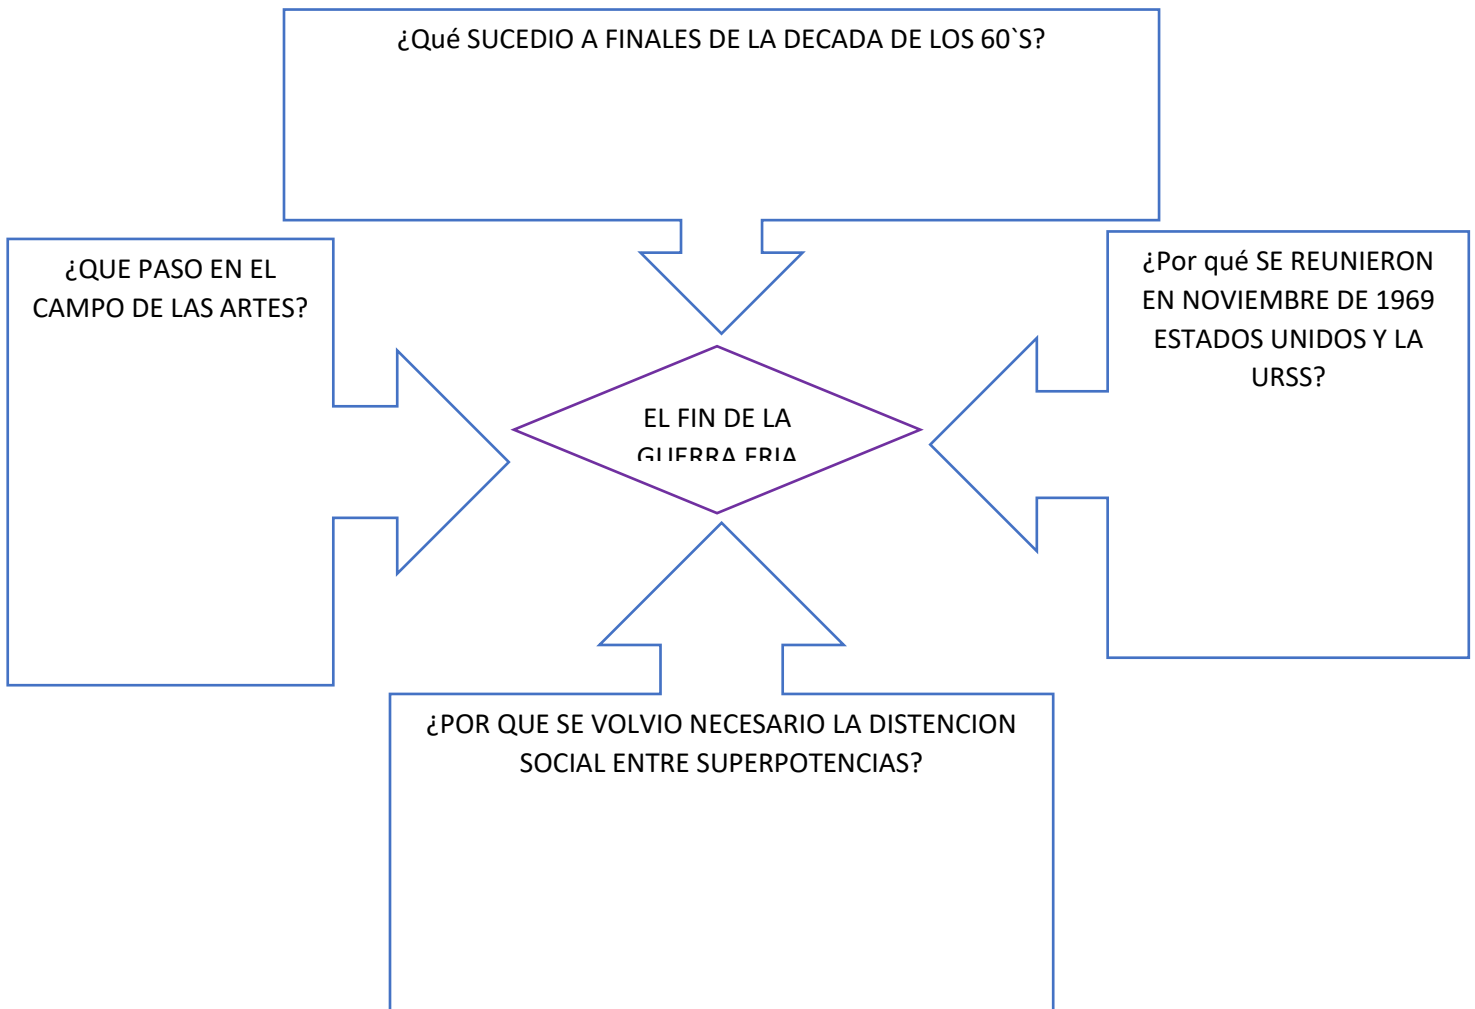 ¿Qué SUCEDIO A FINALES DE LA DECADA DE LOS 60`S?
¿QUE PASO EN EL
CAMPO DE LAS ARTES?
¿Por qué SE REUNIERON
EN NOVIEMBRE DE 1969
ESTADOS UNIDOS Y LA
URSS?
EL FIN DE LA
GUERRA FRIA
¿POR QUE SE VOLVIO NECESARIO LA DISTENCION
SOCIAL ENTRE SUPERPOTENCIAS?